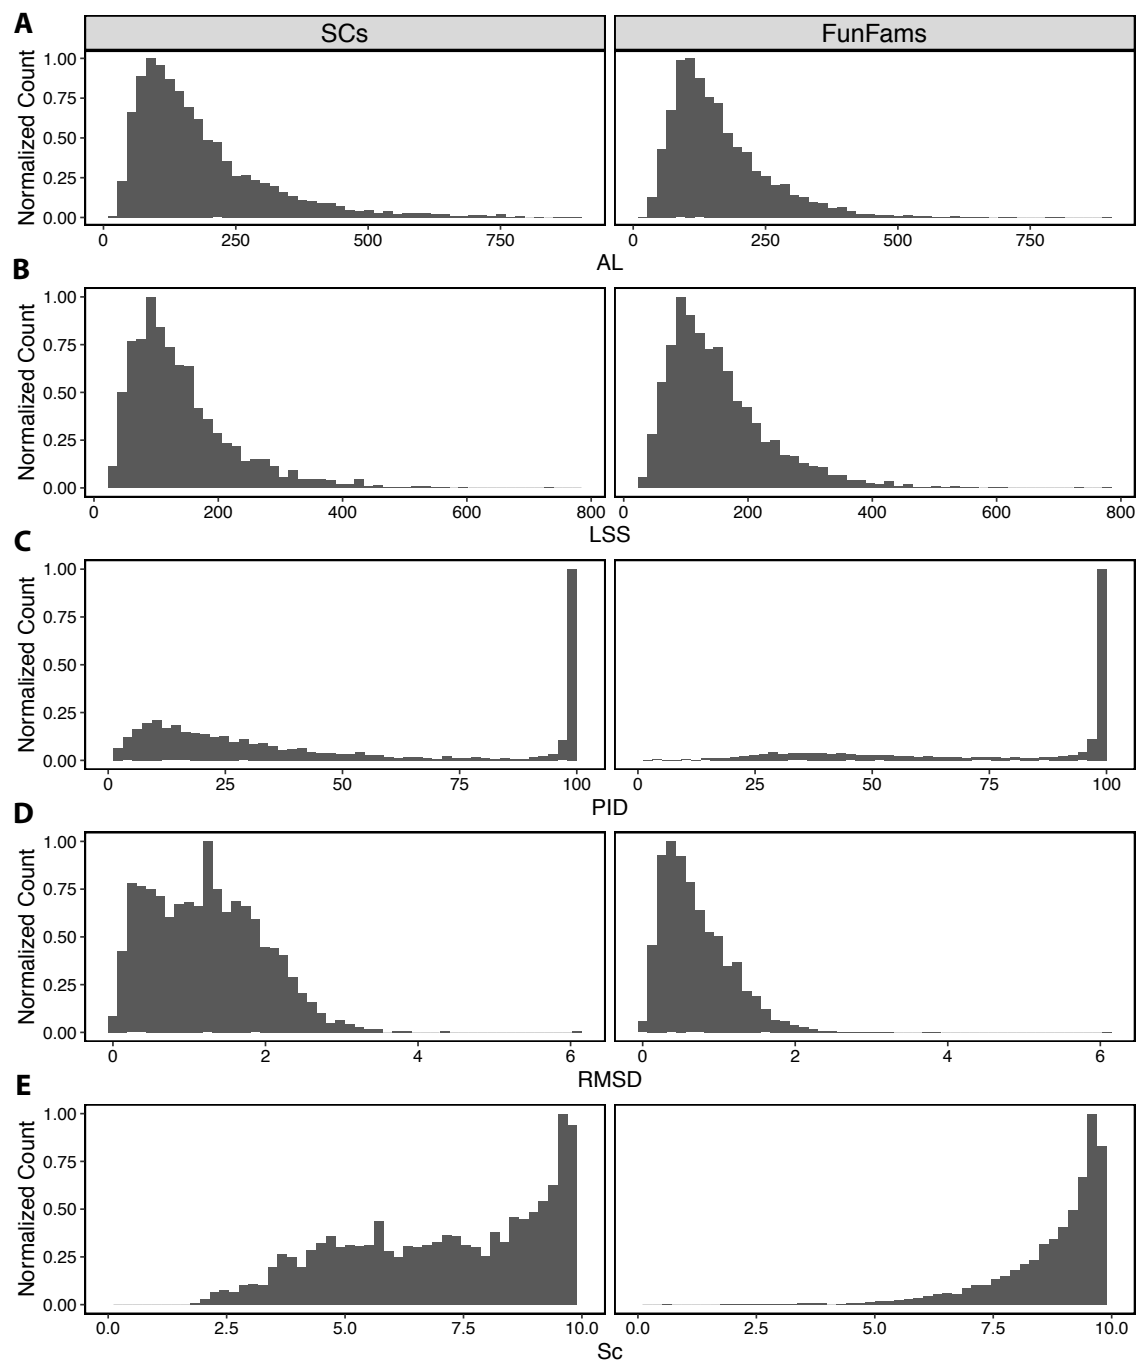 A
SCs FunFams
Normalized Count
1.00
0.75
0.50
0.25
0.00
0 250 500 750 0 250 500 750
AL
B
Normalized Count
1.00
0.75
0.50
0.25
0.00
0 200 400 600 800 0 200 400 600 800
LSS
C
Normalized Count
1.00
0.75
0.50
0.25
0.00
0 25 50 75 100 0 25 50 75 100
PID
D
Normalized Count
1.00
0.75
0.50
0.25
0.00
0 2 4 6 0 2 4 6
RMSD
E
Normalized Count
1.00
0.75
0.50
0.25
0.00
0.0 2.5 5.0 7.5 10.0 0.0 2.5 5.0 7.5 10.0
Sc